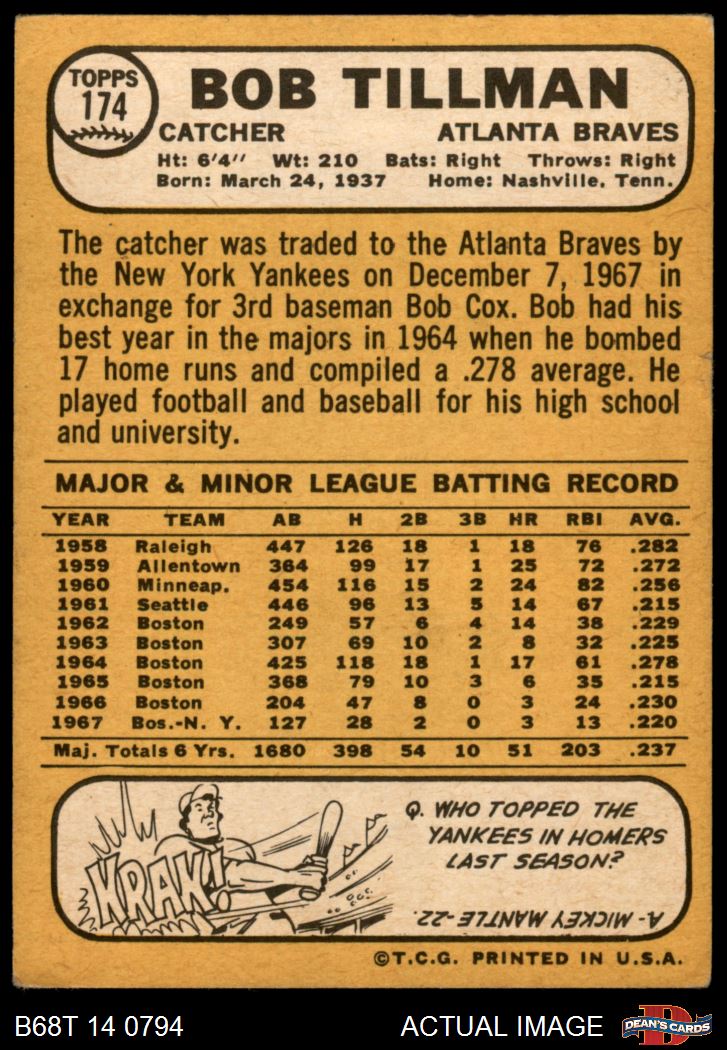 TOPPS
174
BOB TILLMAN
CATCHER ATLANTA BRAVES
Ht: 6'4" Wt: 210 Bats: Right Throws: Right
Born: March 24, 1937 Home: Nashville, Tenn.
The catcher was traded to the Atlanta Braves by
the New York Yankees on December 7, 1967 in
exchange for 3rd baseman Bob Cox. Bob had his
best year in the majors in 1964 when he bombed
17 home runs and compiled a .278 average. He
played football and baseball for his high school
and university.
MAJOR & MINOR LEAGUE BATTING RECORD
YEAR TEAM AB H 2B 3B HR RBI AVG.
1958 Raleigh 447 126 18 1 18 76 .282
1959 Allentown 364 99 17 1 25 72 .272
1960 Minneap. 454 116 15 2 24 82 .256
1961 Seattle 446 96 13 5 14 67 .215
1962 Boston 249 57 6 4 14 38 .229
1963 Boston 307 69 10 2 8 32 .225
1964 Boston 425 118 18 1 17 61 .278
1965 Boston 368 79 10 3 6 35 .215
1966 Boston 204 47 8 0 3 24 .230
1967 Bos.-N. Y. 127 28 2 0 3 13 .220
Maj. Totals 6 Yrs. 1680 398 54 10 51 203 .237
KRAK!
Q. WHO TOPPED THE
YANKEES IN HOMERS
LAST SEASON?
A-MICKEY MANTLE-22.
©T.C.G. PRINTED IN U.S.A.
B68T 14 0794 ACTUAL IMAGE
D
DEAN'S CARDS